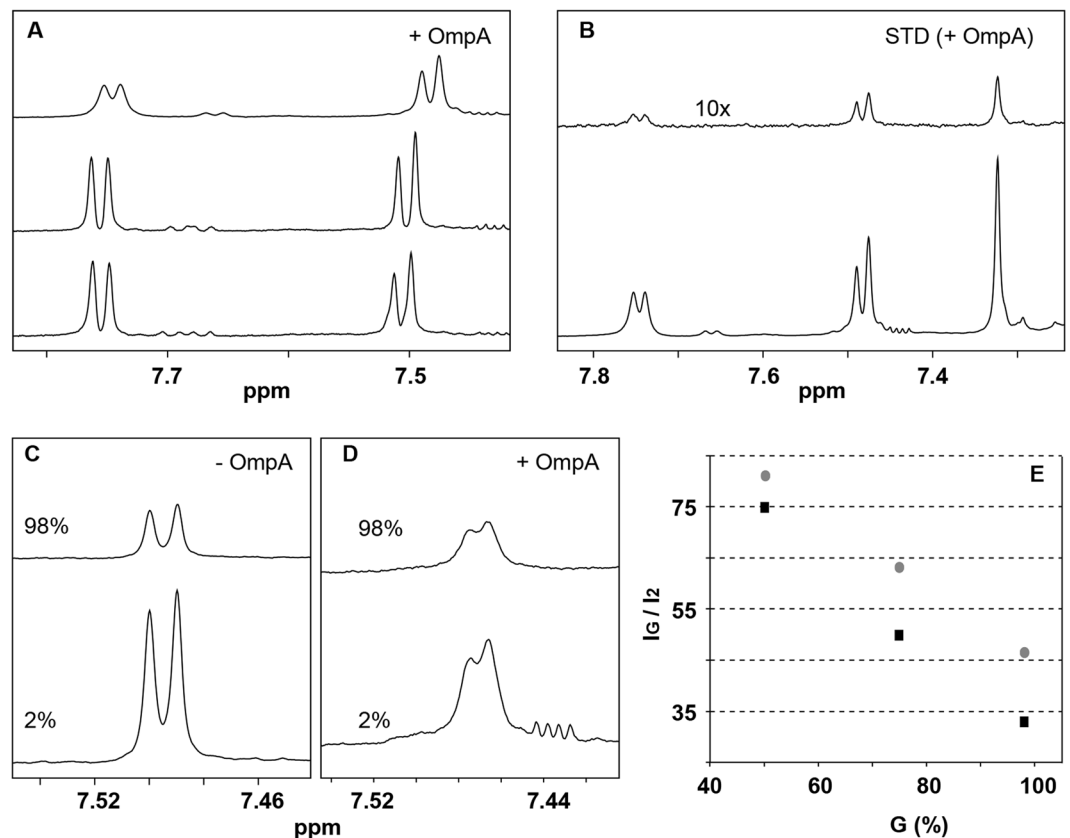 A
+ OmpA
7.7
7.5
ppm
B
STD (+ OmpA)
10x
7.8
7.6
7.4
ppm
C
- OmpA
98%
2%
7.52
7.46
D
+ OmpA
98%
2%
7.52
7.44
ppm
E
75
55
35
IG / I2
40
60
80
100
G (%)